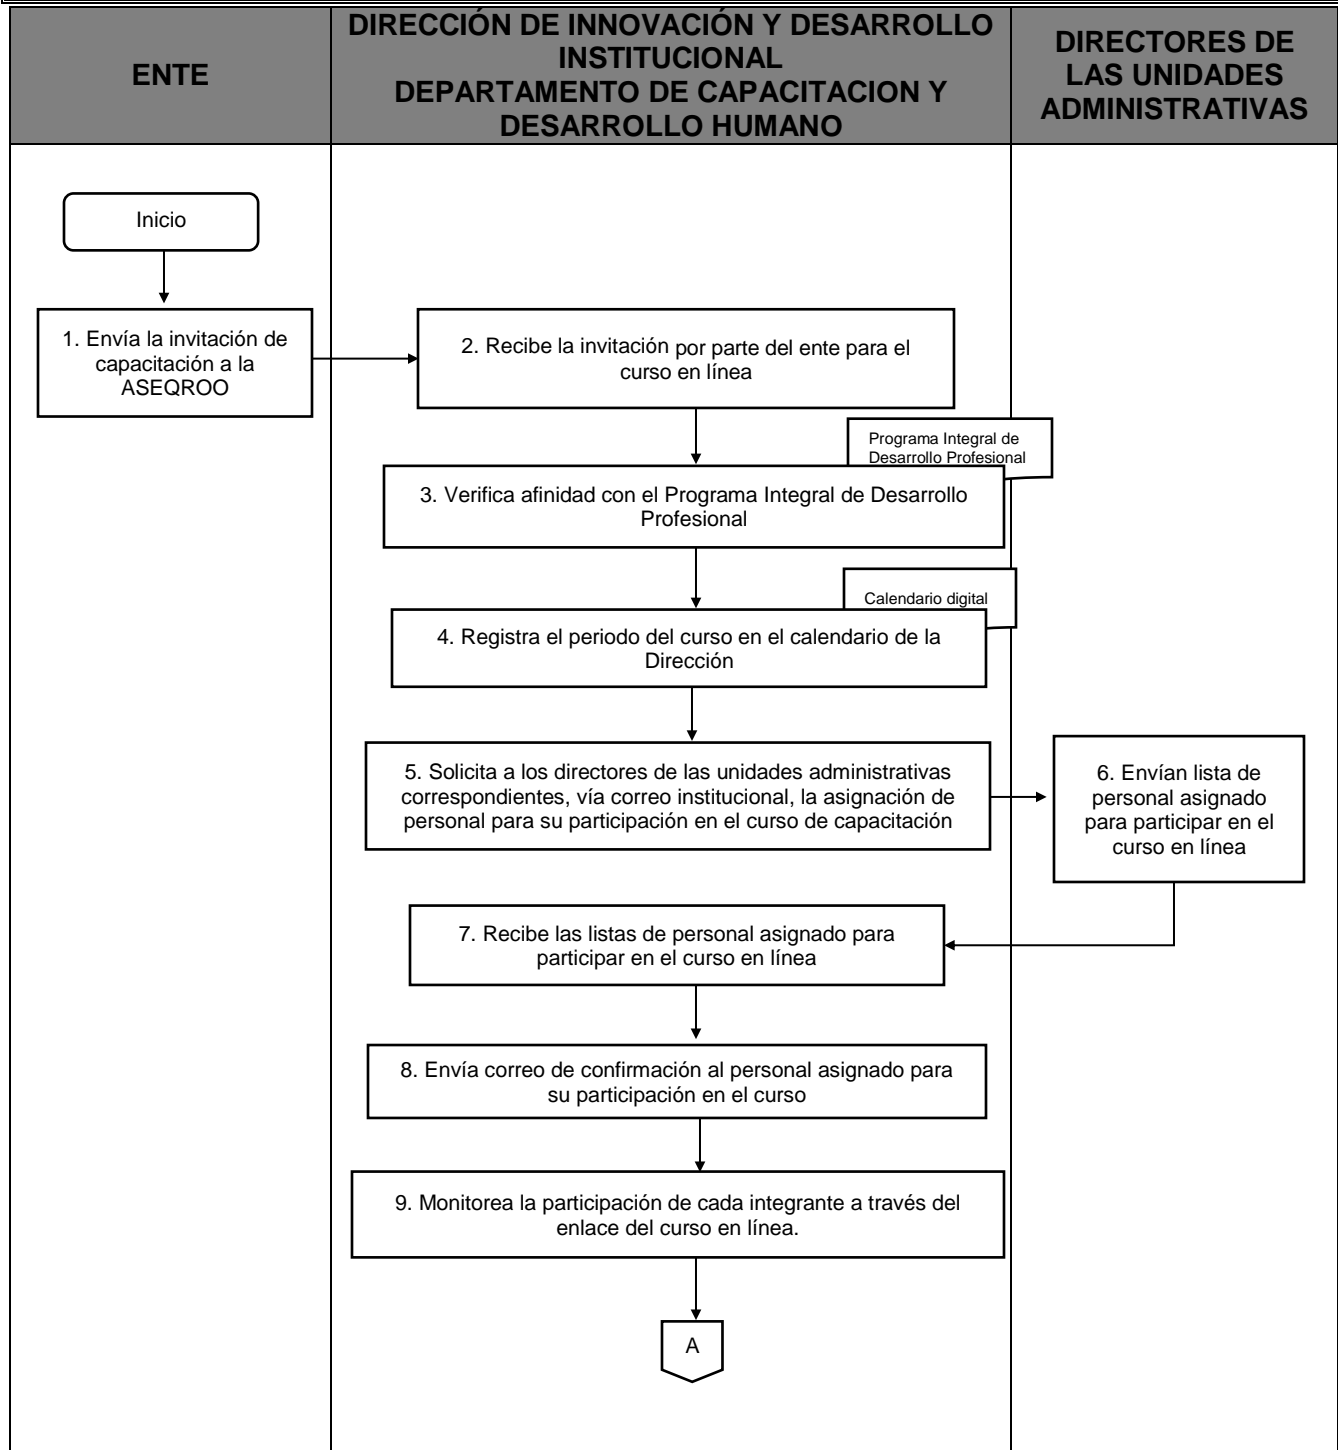 ENTE
DIRECCIÓN DE INNOVACIÓN Y DESARROLLO
INSTITUCIONAL
DEPARTAMENTO DE CAPACITACION Y
DESARROLLO HUMANO
DIRECTORES DE
LAS UNIDADES
ADMINISTRATIVAS
Inicio
1. Envía la invitación de
capacitación a la
ASEQROO
2. Recibe la invitación por parte del ente para el
curso en línea
Programa Integral de
Desarrollo Profesional
3. Verifica afinidad con el Programa Integral de Desarrollo
Profesional
Calendario digital
4. Registra el periodo del curso en el calendario de la
Dirección
5. Solicita a los directores de las unidades administrativas
correspondientes, vía correo institucional, la asignación de
personal para su participación en el curso de capacitación
6. Envían lista de
personal asignado
para participar en el
curso en línea
7. Recibe las listas de personal asignado para
participar en el curso en línea
8. Envía correo de confirmación al personal asignado para
su participación en el curso
9. Monitorea la participación de cada integrante a través del
enlace del curso en línea.
A